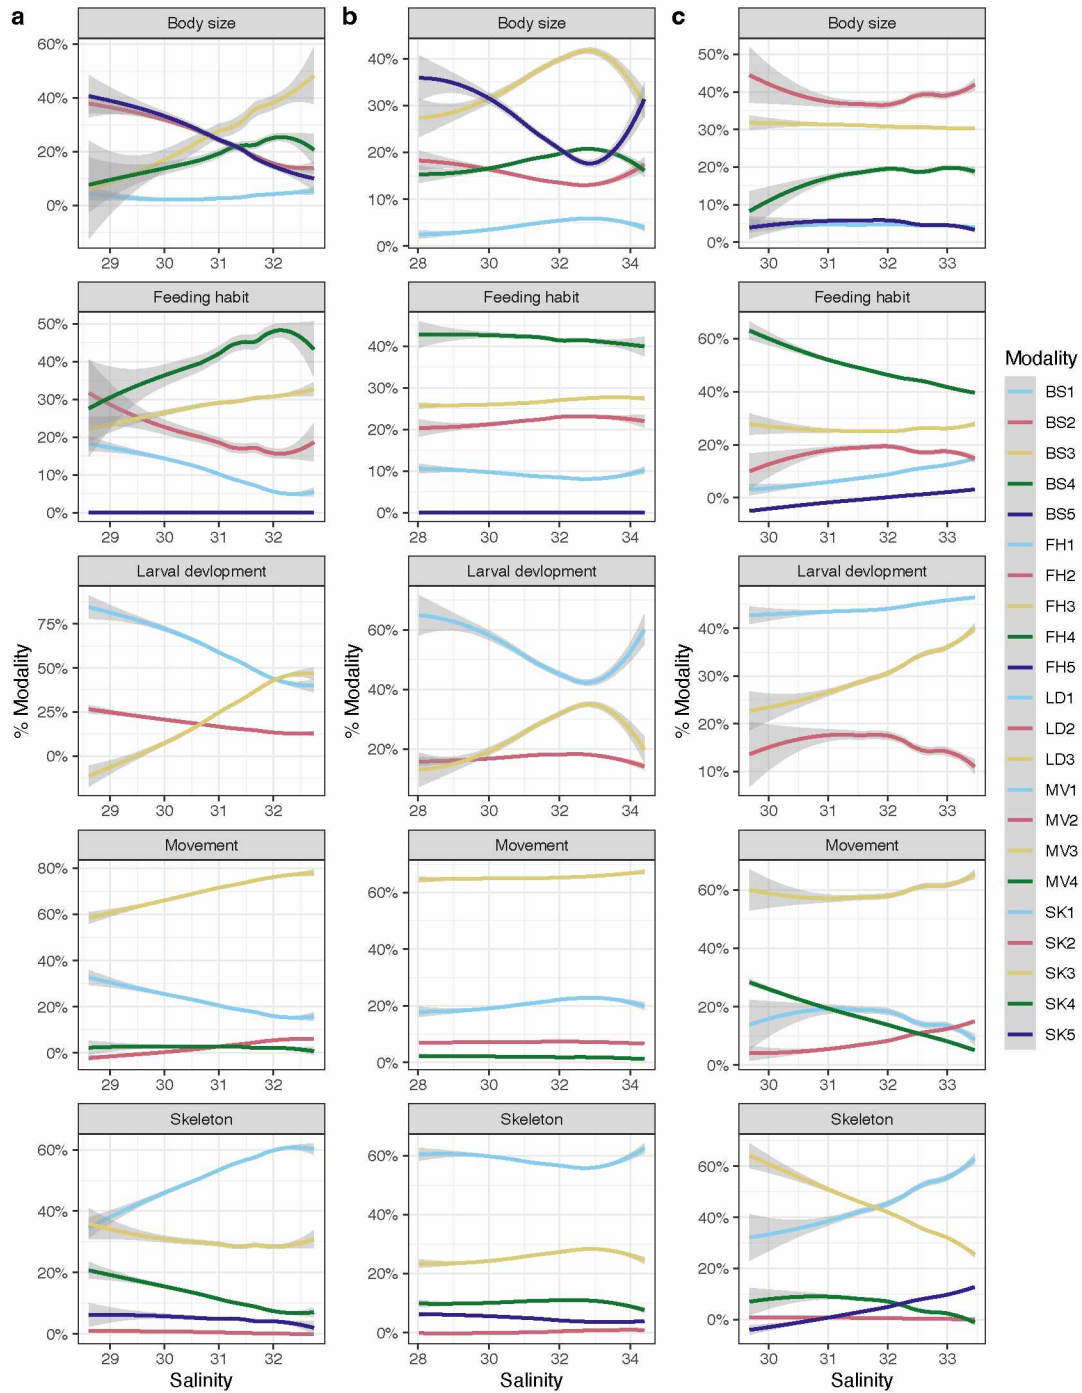 a
b
c
Body size
Body size
Body size
60%
40%
20%
0%
29
30
31
32
40%
30%
20%
10%
0%
28
30
32
34
50%
40%
30%
20%
10%
0%
30
31
32
33
Feeding habit
Feeding habit
Feeding habit
50%
40%
30%
20%
10%
0%
29
30
31
32
40%
30%
20%
10%
0%
28
30
32
34
60%
40%
20%
0%
30
31
32
33
Larval devlopment
Larval devlopment
Larval devlopment
75%
50%
25%
0%
29
30
31
32
60%
40%
20%
28
30
32
34
40%
30%
20%
10%
30
31
32
33
Movement
Movement
Movement
80%
60%
40%
20%
0%
29
30
31
32
60%
40%
20%
0%
28
30
32
34
60%
40%
20%
0%
30
31
32
33
Skeleton
Skeleton
Skeleton
60%
40%
20%
0%
29
30
31
32
60%
40%
20%
0%
28
30
32
34
60%
40%
20%
0%
30
31
32
33
% Modality
% Modality
% Modality
Salinity
Salinity
Salinity
Modality
BS1
BS2
BS3
BS4
BS5
FH1
FH2
FH3
FH4
FH5
LD1
LD2
LD3
MV1
MV2
MV3
MV4
SK1
SK2
SK3
SK4
SK5